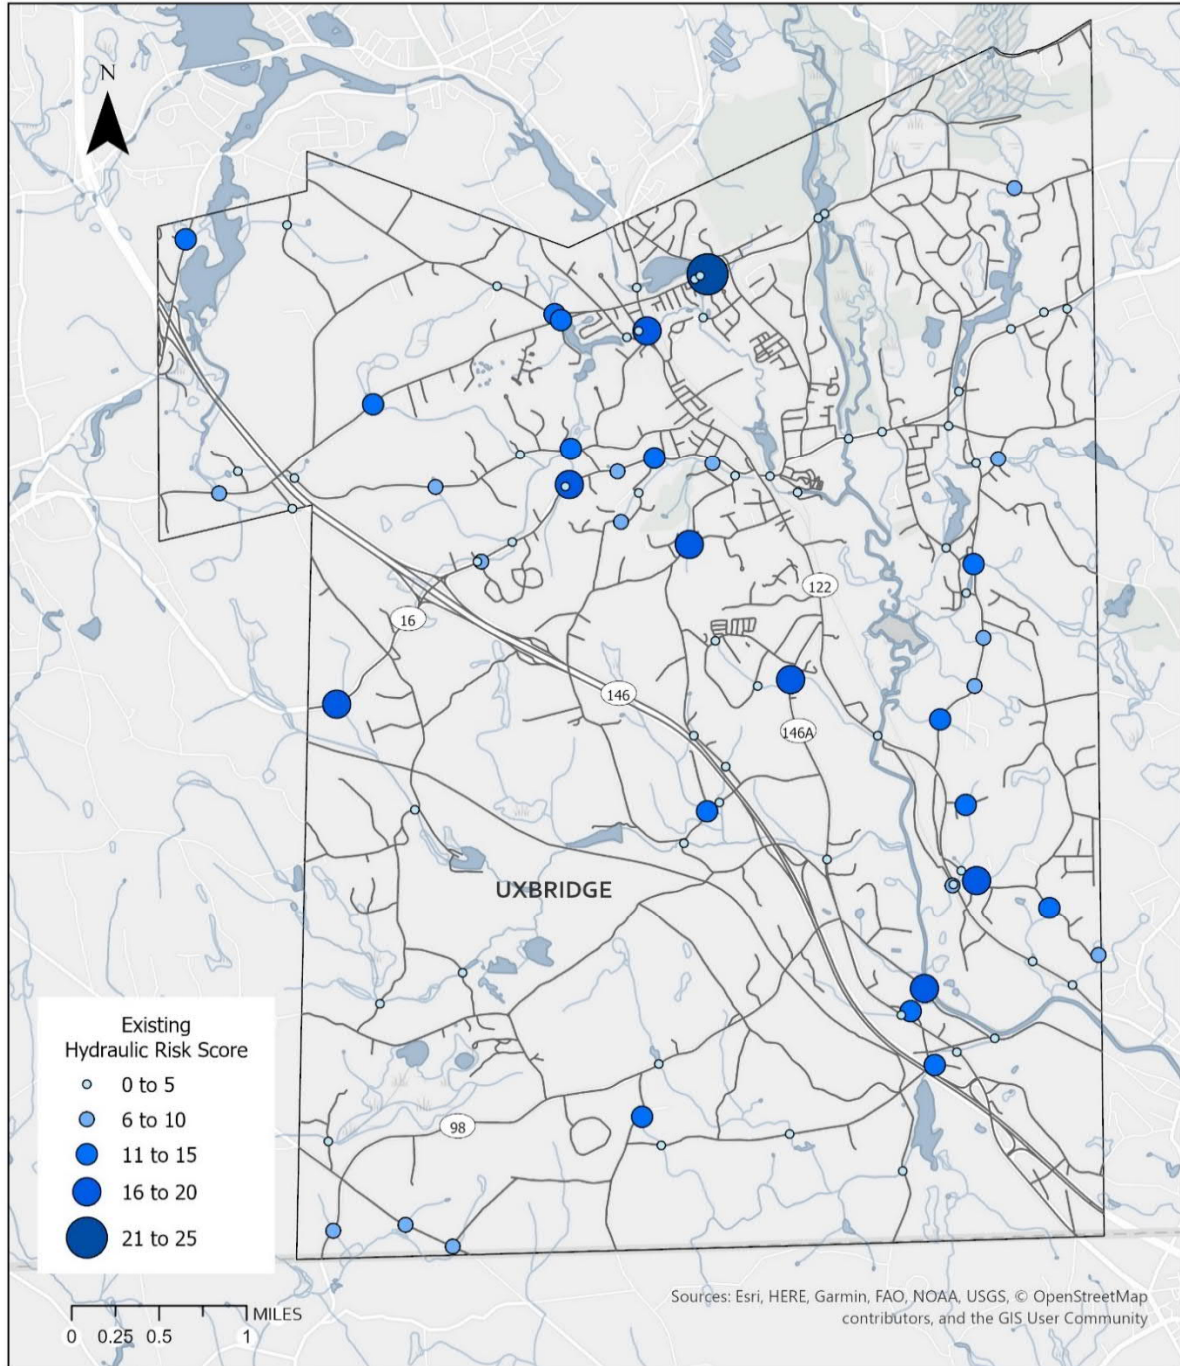 N
122
16
146
146A
UXBRIDGE
Existing
Hydraulic Risk Score
0 to 5
6 to 10
11 to 15
16 to 20
21 to 25
98
Sources: Esri, HERE, Garmin, FAO, NOAA, USGS, © OpenStreetMap
contributors, and the GIS User Community
MILES
0 0.25 0.5 1